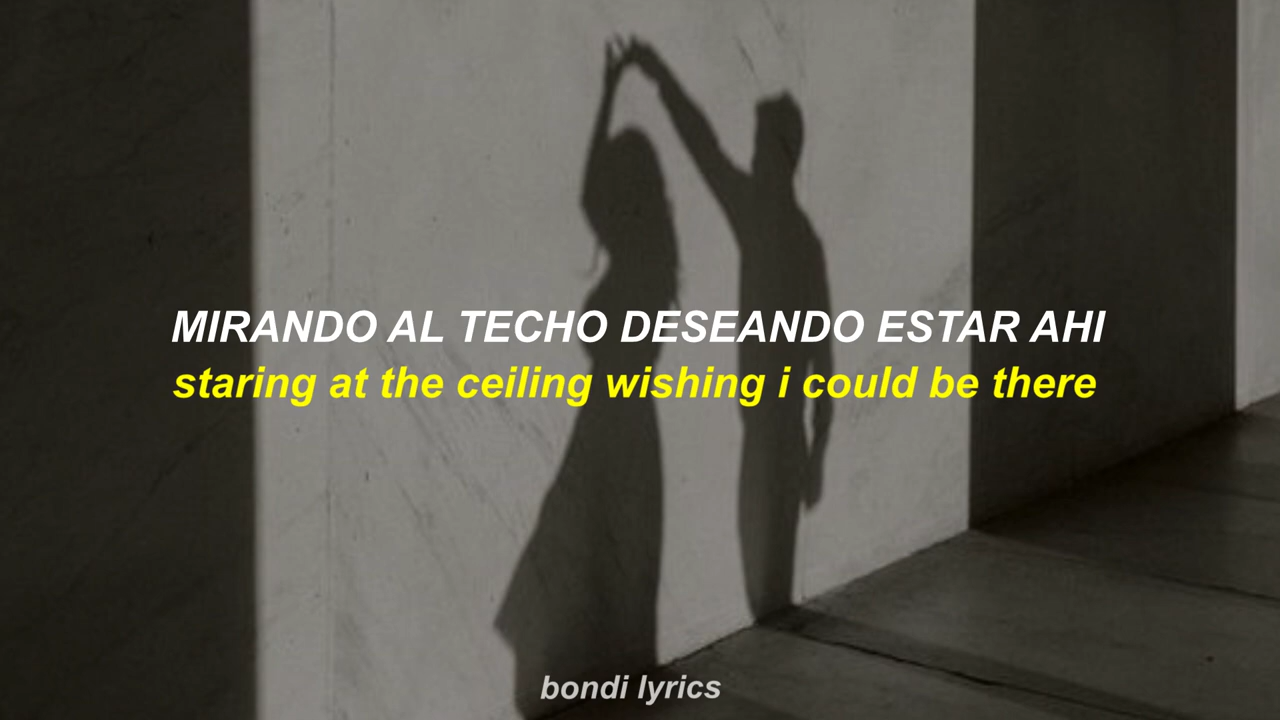 MIRANDO AL TECHO DESEANDO ESTAR AHI
staring at the ceiling wishing i could be there
bondi lyrics